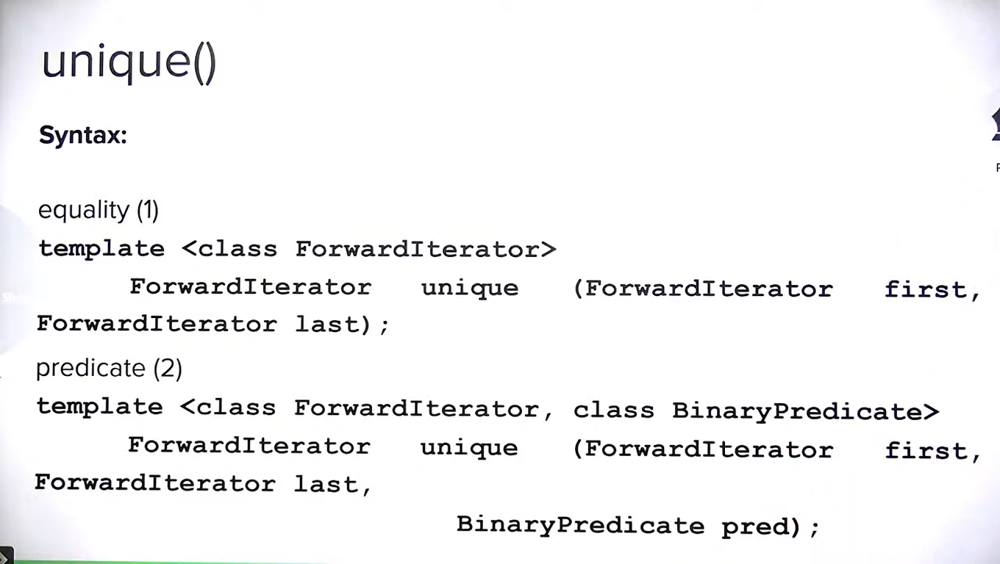 unique()
Syntax:
equality (1)
template <class ForwardIterator>
ForwardIterator unique (ForwardIterator first,
ForwardIterator last);
predicate (2)
template <class ForwardIterator, class BinaryPredicate>
ForwardIterator unique (ForwardIterator first,
ForwardIterator last,
BinaryPredicate pred);